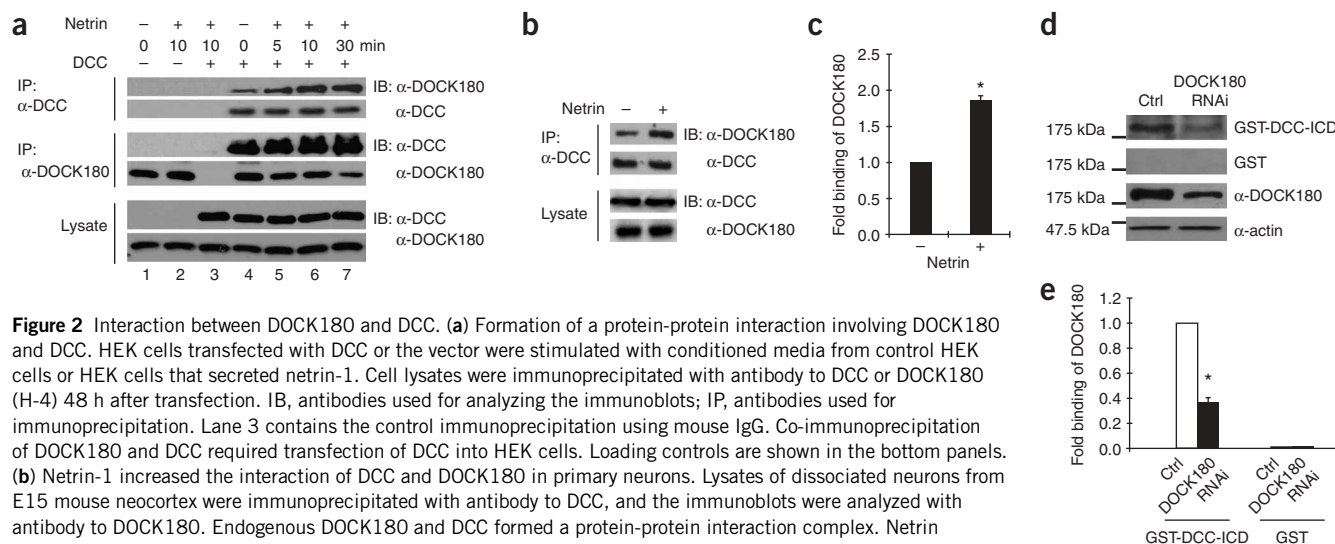 a
Netrin – + + – + + +
0 10 10 0 5 10 30 min
DCC – – + + + + +
IP:
α-DCC
IB: α-DOCK180
α-DCC
IP:
α-DOCK180
IB: α-DCC
α-DOCK180
Lysate
IB: α-DCC
α-DOCK180
1 2 3 4 5 6 7
b
Netrin – +
IP:
α-DCC
IB: α-DOCK180
α-DCC
Lysate
IB: α-DCC
α-DOCK180
c
Fold binding of DOCK180
2.5
2.0
1.5
1.0
0.5
0.0
*
– +
Netrin
d
DOCK180
Ctrl RNAi
175 kDa
GST-DCC-ICD
175 kDa
GST
175 kDa
α-DOCK180
47.5 kDa
α-actin
e
Fold binding of DOCK180
1.2
1.0
0.8
0.6
0.4
0.2
0.0
*
Ctrl
DOCK180
RNAi
Ctrl
DOCK180
RNAi
GST-DCC-ICD
GST
Figure 2 Interaction between DOCK180 and DCC. (a) Formation of a protein-protein interaction involving DOCK180
and DCC. HEK cells transfected with DCC or the vector were stimulated with conditioned media from control HEK
cells or HEK cells that secreted netrin-1. Cell lysates were immunoprecipitated with antibody to DCC or DOCK180
(H-4) 48 h after transfection. IB, antibodies used for analyzing the immunoblots; IP, antibodies used for
immunoprecipitation. Lane 3 contains the control immunoprecipitation using mouse IgG. Co-immunoprecipitation
of DOCK180 and DCC required transfection of DCC into HEK cells. Loading controls are shown in the bottom panels.
(b) Netrin-1 increased the interaction of DCC and DOCK180 in primary neurons. Lysates of dissociated neurons from
E15 mouse neocortex were immunoprecipitated with antibody to DCC, and the immunoblots were analyzed with
antibody to DOCK180. Endogenous DOCK180 and DCC formed a protein-protein interaction complex. Netrin